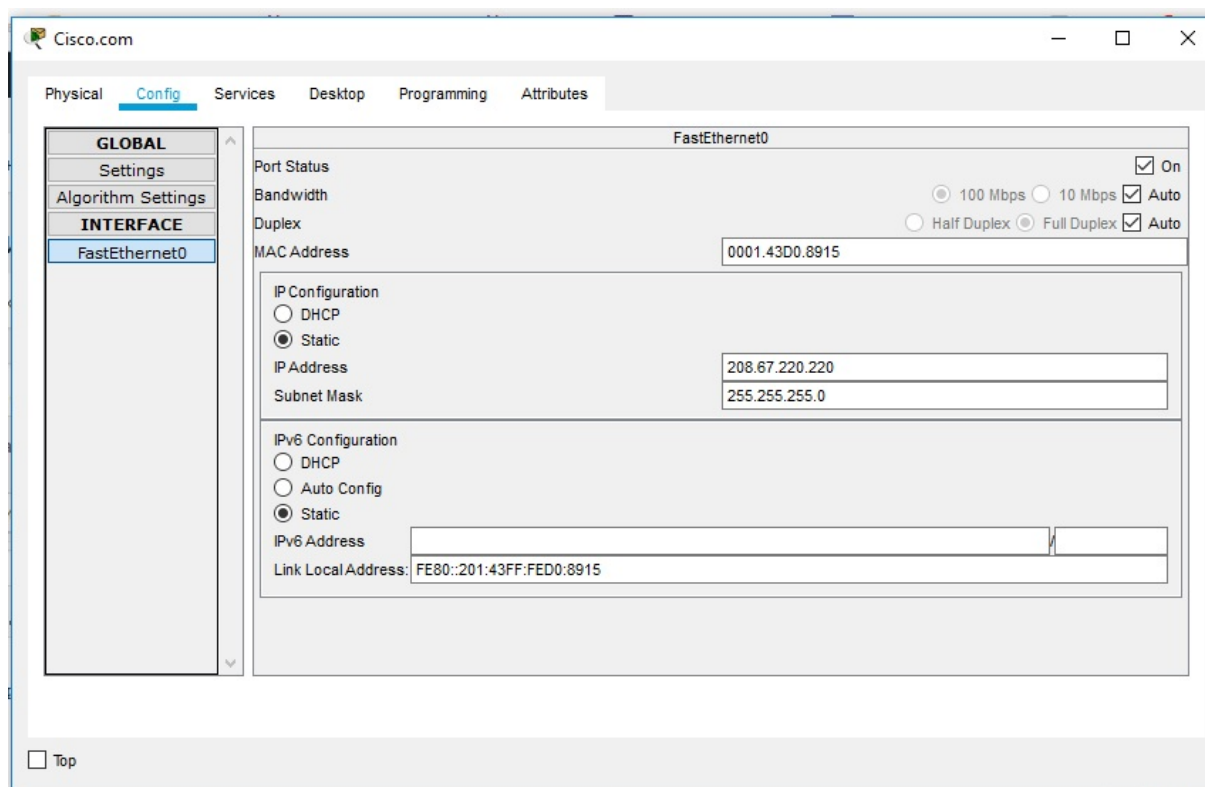 Cisco.com
Physical Config Services Desktop Programming Attributes
GLOBAL
Settings
Algorithm Settings
INTERFACE
FastEthernet0
FastEthernet0
Port Status On
Bandwidth 100 Mbps 10 Mbps Auto
Duplex Half Duplex Full Duplex Auto
MAC Address 0001.43D0.8915
IP Configuration
DHCP
Static
IP Address 208.67.220.220
Subnet Mask 255.255.255.0
IPv6 Configuration
DHCP
Auto Config
Static
IPv6 Address /
Link Local Address: FE80::201:43FF:FED0:8915
Top